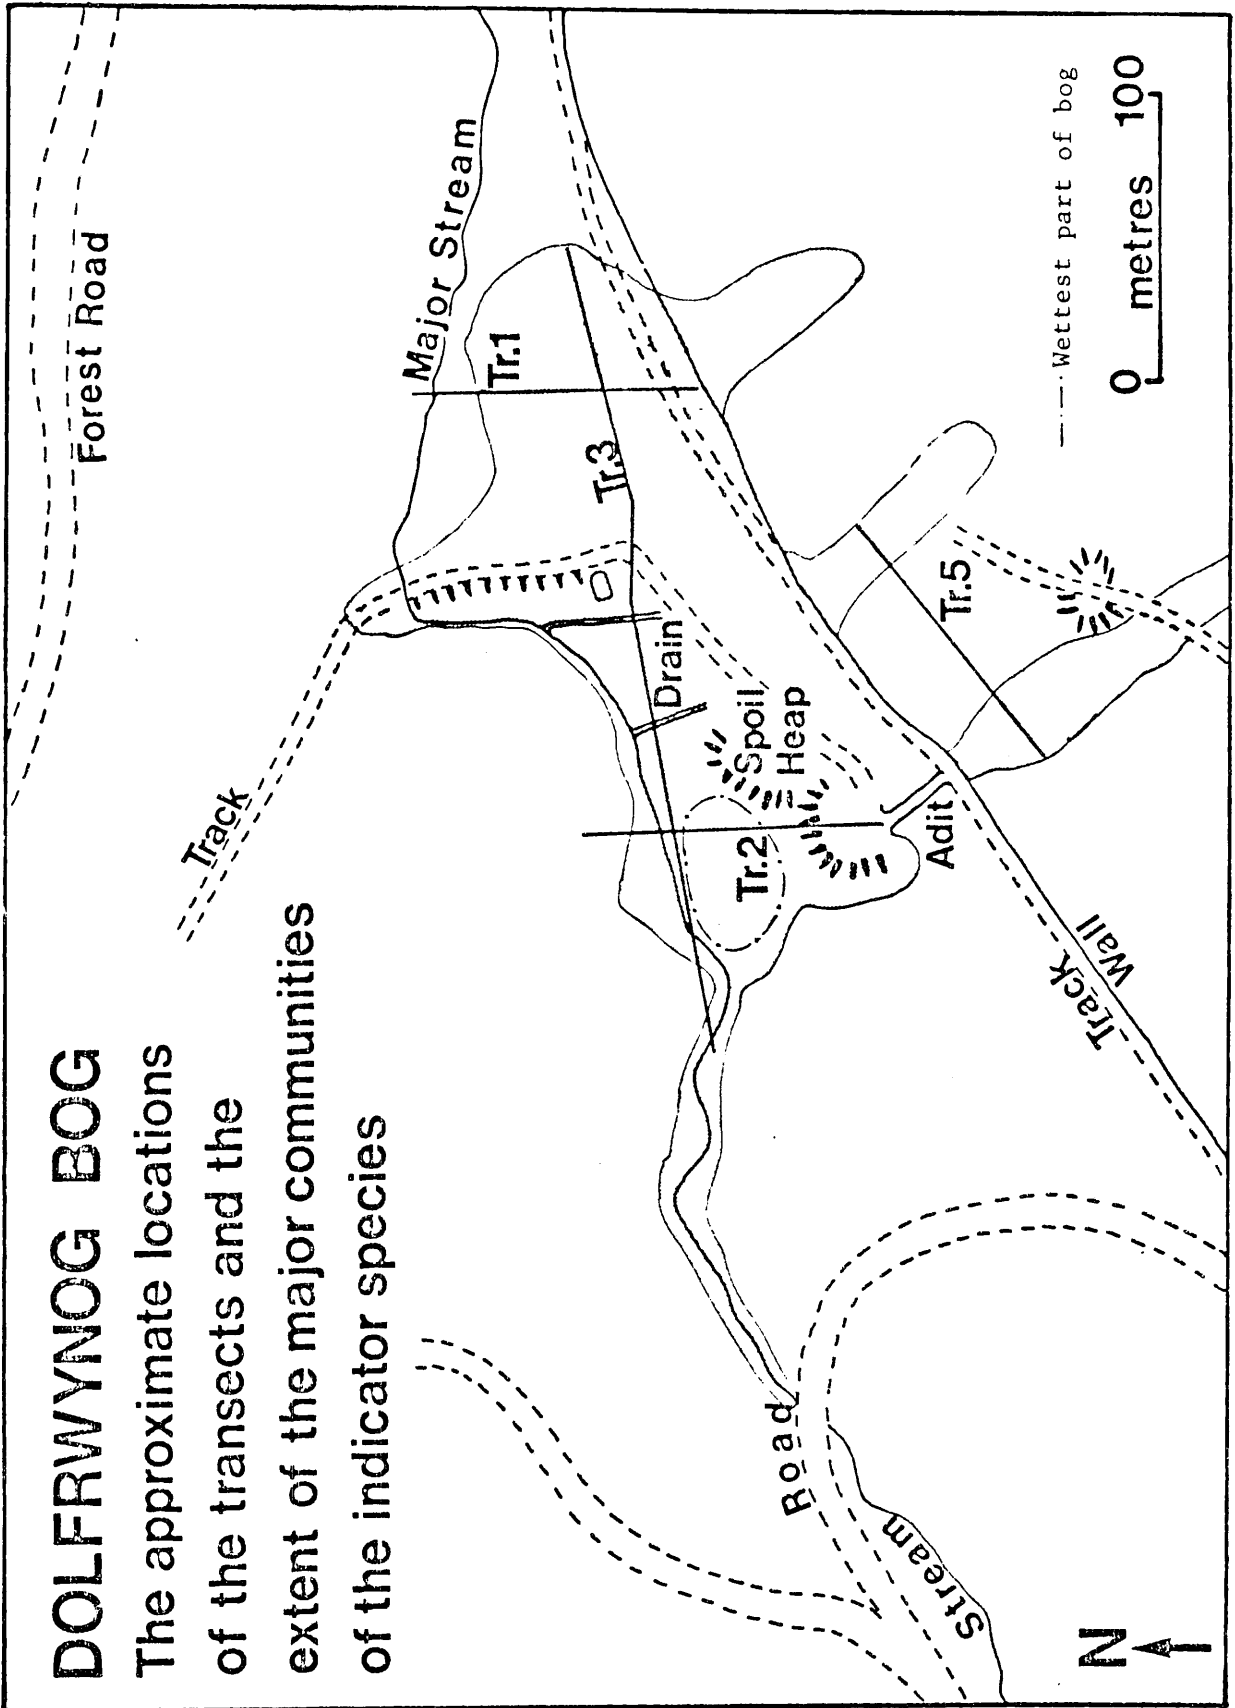 DOLFRWYNOG BOG
The approximate locations
of the transects and the
extent of the major communities
of the indicator species
Forest Road
Track
Major Stream
Tr.1
Tr.3
Drain
Spoil
Heap
Tr.2
Adit
Tr.5
Track
Wall
Road
Stream
N
—·—·Wettest part of bog
0 metres 100